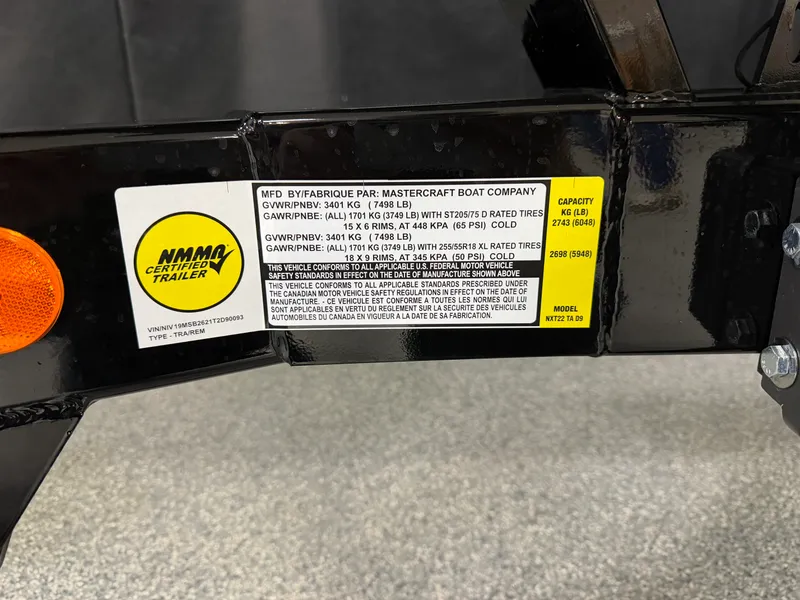 NMMA
CERTIFIED
TRAILER
VIN/NIV 19MSB2621T2D90093
TYPE - TRA/REM
MFD BY/FABRIQUE PAR: MASTERCRAFT BOAT COMPANY
GVWR/PNBV: 3401 KG (7498 LB)
GAWR/PNBE: (ALL) 1701 KG (3749 LB) WITH ST205/75 D RATED TIRES
15 X 6 RIMS, AT 448 KPA (65 PSI) COLD
GVWR/PNBV: 3401 KG (7498 LB)
GAWR/PNBE: (ALL) 1701 KG (3749 LB) WITH 255/55R18 XL RATED TIRES
18 X 9 RIMS, AT 345 KPA (50 PSI) COLD
THIS VEHICLE CONFORMS TO ALL APPLICABLE U.S. FEDERAL MOTOR VEHICLE
SAFETY STANDARDS IN EFFECT ON THE DATE OF MANUFACTURE SHOWN ABOVE
THIS VEHICLE CONFORMS TO ALL APPLICABLE STANDARDS PRESCRIBED UNDER
THE CANADIAN MOTOR VEHICLE SAFETY REGULATIONS IN EFFECT ON THE DATE OF
MANUFACTURE. - CE VEHICULE EST CONFORME A TOUTES LES NORMES QUI LUI
SONT APPLICABLES EN VERTU DU REGLEMENT SUR LA SECURITE DES VEHICULES
AUTOMOBILES DU CANADA EN VIGUEUR A LA DATE DE SA FABRICATION.
CAPACITY
KG (LB)
2743 (6048)
2698 (5948)
MODEL
NXT22 TA D9